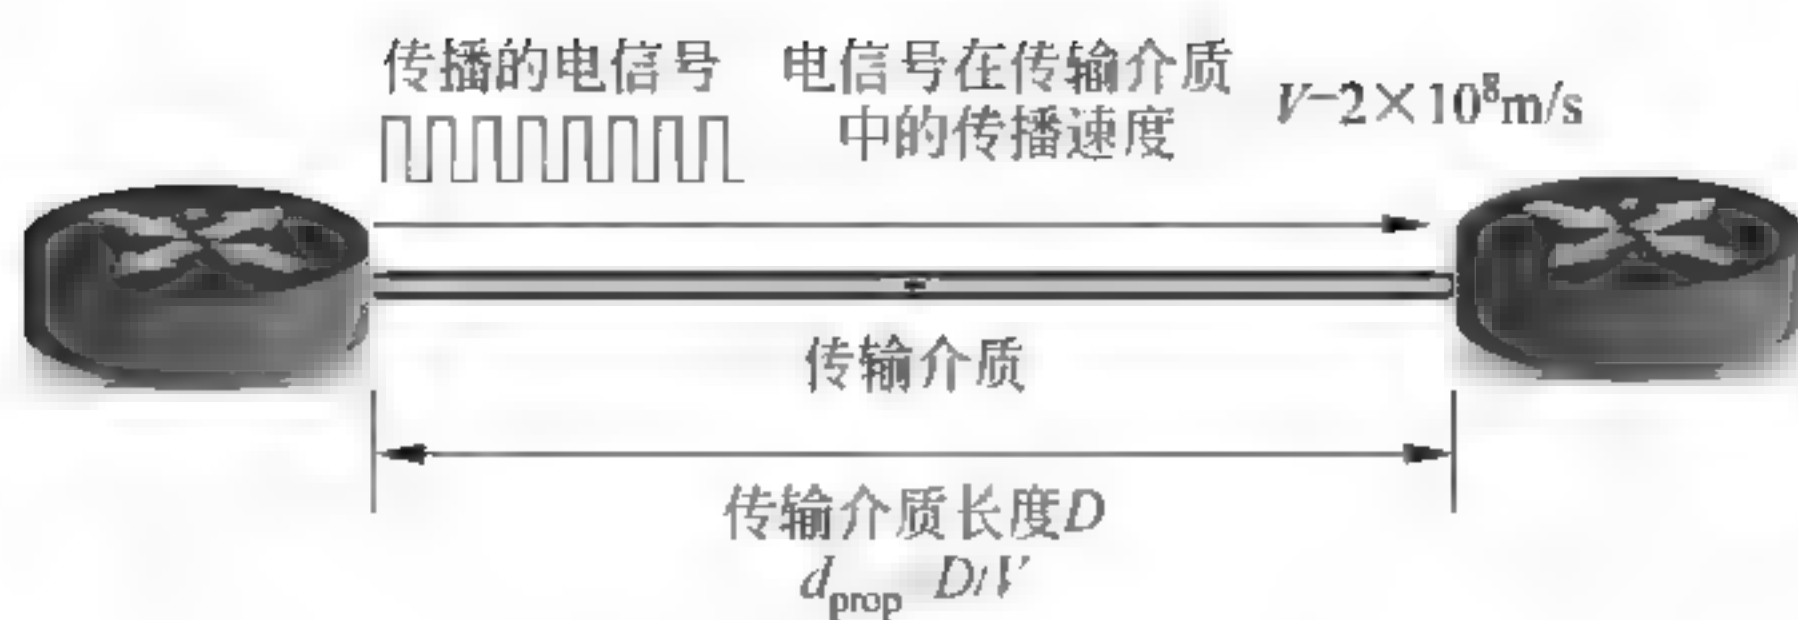 传播的电信号
电信号在传输介质
中的传播速度
V=2×10⁸m/s
传输介质
传输介质长度D
d_prop=D/V